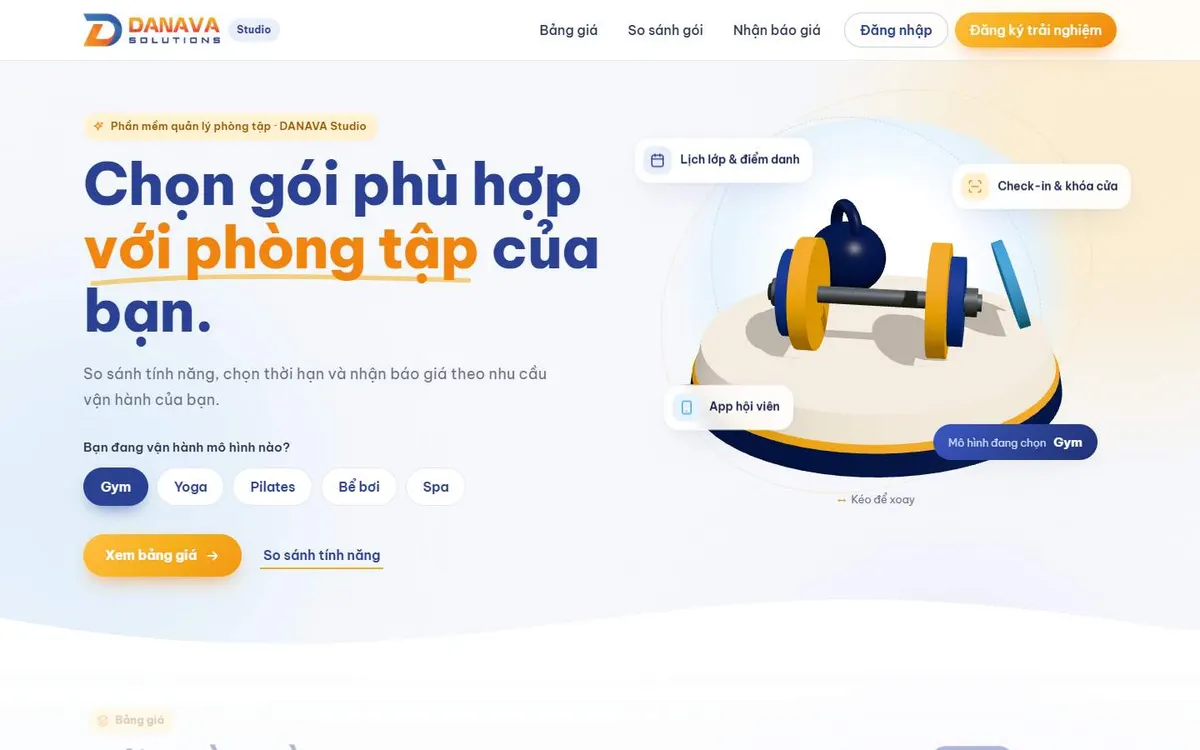 DANAVA
SOLUTIONS
Studio
Bảng giá
So sánh gói
Nhận báo giá
Đăng nhập
Đăng ký trải nghiệm
Phần mềm quản lý phòng tập · DANAVA Studio
Chọn gói phù hợp
với phòng tập của
bạn.
So sánh tính năng, chọn thời hạn và nhận báo giá theo nhu cầu
vận hành của bạn.
Bạn đang vận hành mô hình nào?
Gym
Yoga
Pilates
Bể bơi
Spa
Xem bảng giá →
So sánh tính năng
Lịch lớp & điểm danh
Check-in & khóa cửa
App hội viên
Mô hình đang chọn Gym
↔ Kéo để xoay
Bảng giá